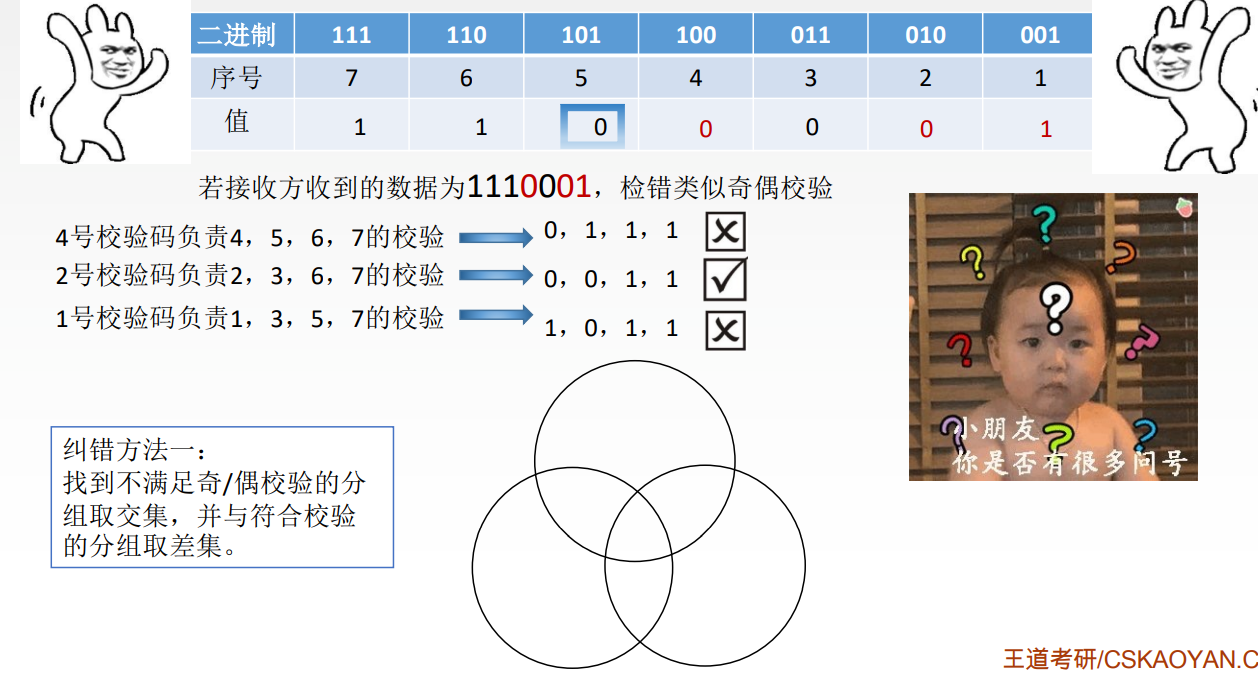 二进制 111 110 101 100 011 010 001
序号 7 6 5 4 3 2 1
值 1 1 0 0 0 0 1
若接收方收到的数据为1110001，检错类似奇偶校验
4号校验码负责4，5，6，7的校验 0，1，1，1
2号校验码负责2，3，6，7的校验 0，0，1，1
1号校验码负责1，3，5，7的校验 1，0，1，1
纠错方法一：
找到不满足奇/偶校验的分
组取交集，并与符合校验
的分组取差集。
? ? ? ? ? ? ? ? ?
小朋友
你是否有很多问号
王道考研/CSKAOYAN.C